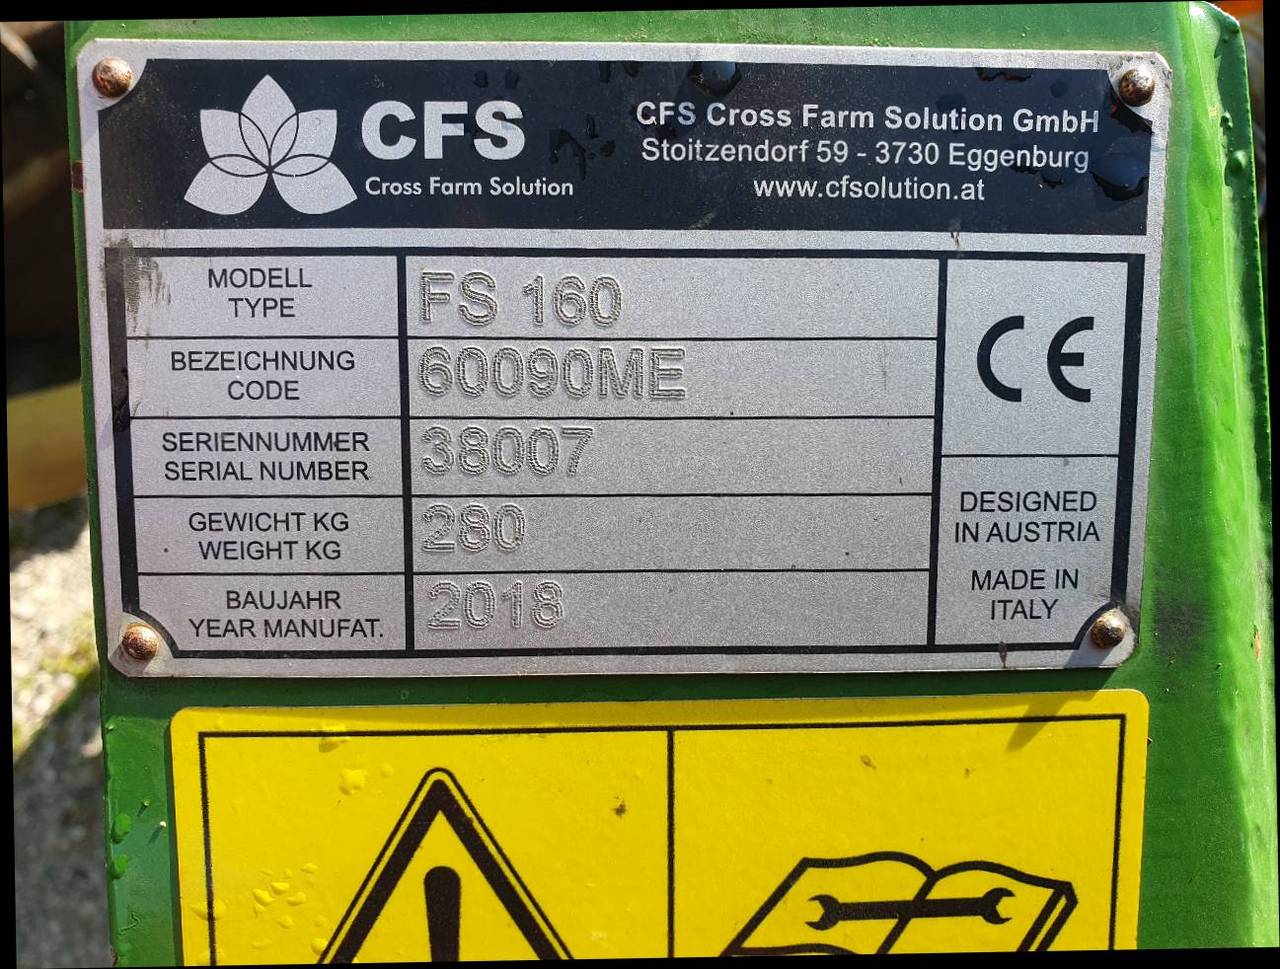 CFS
Cross Farm Solution
CFS Cross Farm Solution GmbH
Stoitzendorf 59 - 3730 Eggenburg
www.cfsolution.at
MODELL
TYPE
FS 160
BEZEICHNUNG
CODE
60090ME
SERIENNUMMER
SERIAL NUMBER
38007
GEWICHT KG
WEIGHT KG
280
BAUJAHR
YEAR MANUFAT.
2018
CE
DESIGNED
IN AUSTRIA
MADE IN
ITALY